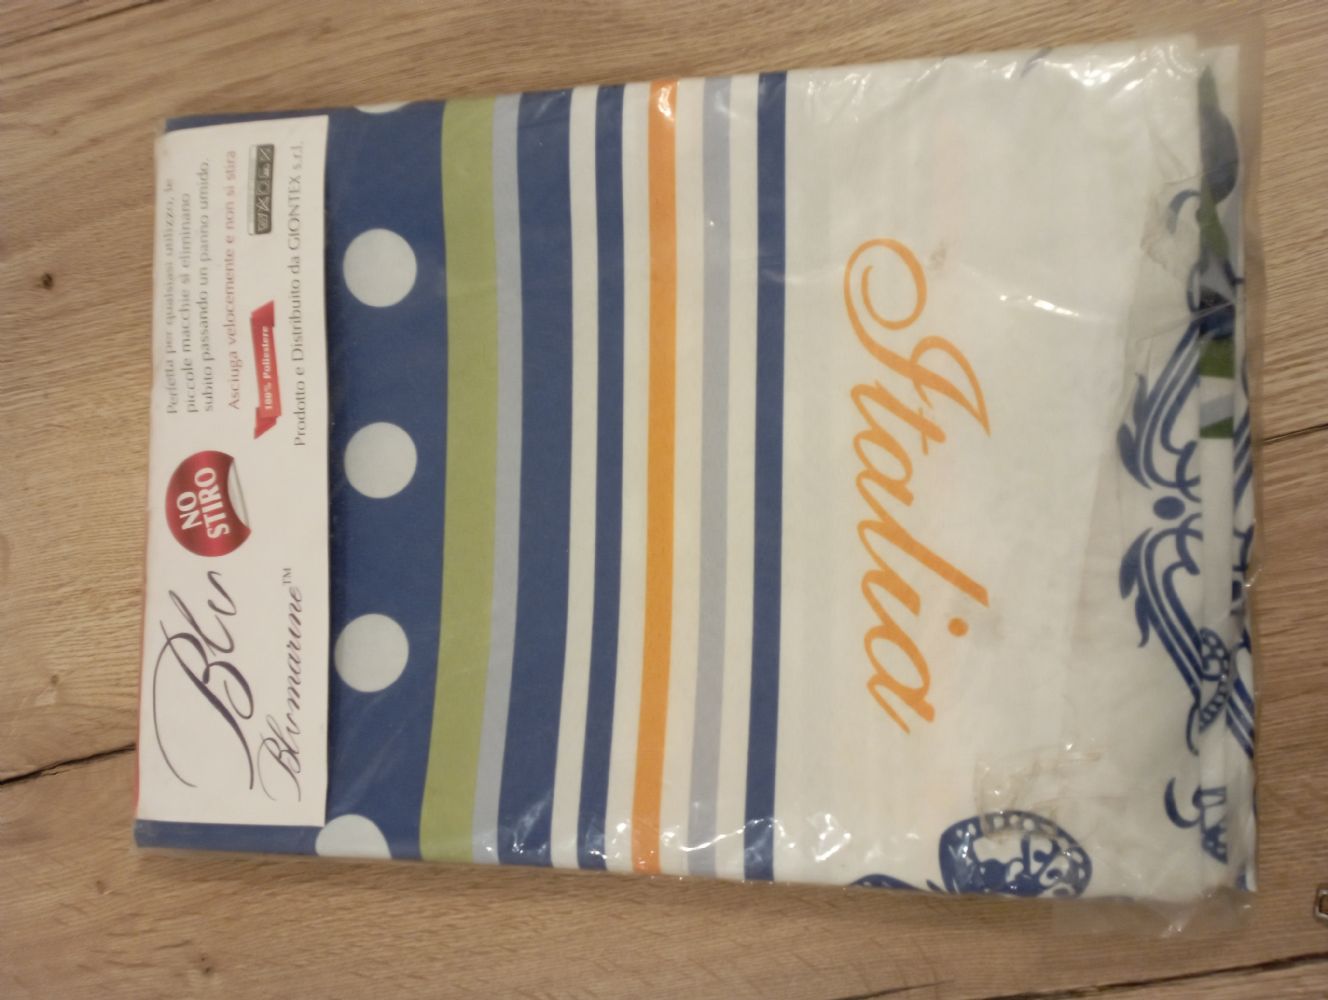 Blu
Blumarine™
NO
STIRO
Perfetta per qualsiasi utilizzo, le
piccole macchie si eliminano
subito passando un panno umido.
Asciuga velocemente e non si stira
100% Poliestere
Prodotto e Distribuito da GIONTEX s.r.l.
Italia